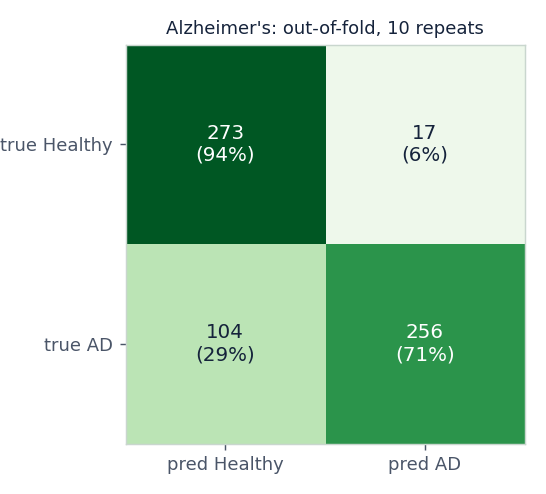 Alzheimer's: out-of-fold, 10 repeats
true Healthy
273
(94%)
17
(6%)
true AD
104
(29%)
256
(71%)
pred Healthy
pred AD